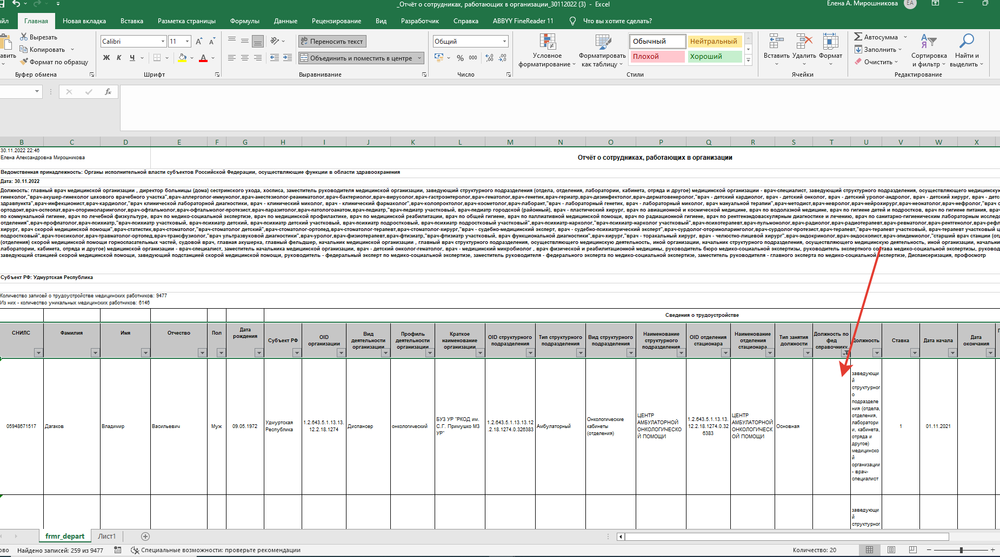 _Отчёт о сотрудниках, работающих в организации_30112022 (3) - Excel
Елена А. Мирошникова
ЕА
Главная
Новая вкладка
Вставка
Разметка страницы
Формулы
Данные
Рецензирование
Вид
Разработчик
Справка
ABBYY FineReader 11
Что вы хотите сделать?
Вырезать
Копировать
Формат по образцу
Буфер обмена
Calibri
11
Ж К Ч
Шрифт
Переносить текст
Объединить и поместить в центре
Выравнивание
Общий
% 000
Число
Условное
форматирование
Форматировать
как таблицу
Обычный
Нейтральный
Плохой
Хороший
Стили
Вставить
Удалить
Формат
Ячейки
Автосумма
Заполнить
Очистить
Сортировка
и фильтр
Найти и
выделить
Редактирование
fx
B C D E F G H I J K L M N O P Q R S T U V W X
30.11.2022 22:46
Елена Александровна Мирошникова
Отчёт о сотрудниках, работающих в организации
Ведомственная принадлежность: Органы исполнительной власти субъектов Российской Федерации, осуществляющие функции в области здравоохранения
Дата: 30.11.2022
Должность: главный врач медицинской организации , директор больницы (дома) сестринского ухода, хосписа, заместитель руководителя медицинской организации, заведующий структурного подразделения (отдела, отделения, лаборатории, кабинета, отряда и другое) медицинской организации - врач-специалист, заведующий структурного подразделения, осуществляющего
гинеколог,"врач-акушер-гинеколог цехового врачебного участка",врач-аллерголог-иммунолог,врач-анестезиолог-реаниматолог,врач-бактериолог,врач-вирусолог,врач-гастроэнтеролог,врач-гематолог,врач-генетик,врач-гериатр,врач-дезинфектолог,врач-дерматовенеролог,"врач - детский кардиолог, врач - детский онколог, врач - детский уролог-андролог, врач - детский хирург,
здравпункта",врач-инфекционист,врач-кардиолог,"врач клинической лабораторной диагностики, врач - клинический миколог, врач - клинический фармаколог",врач-колопроктолог,врач-косметолог,врач-лаборант,"врач - лабораторный генетик, врач - лабораторный миколог, врач мануальной терапии",врач-методист,врач-невролог,врач-нейрохирург,врач-неонатолог,врач-нефролог,"врач
ортодонт,врач-остеопат,врач-оториноларинголог,врач-офтальмолог,врач-офтальмолог-протезист,врач-паразитолог,врач-патологоанатом,врач-педиатр,"врач-педиатр участковый, врач-педиатр городской (районный), врач - пластический хирург, врач по авиационной и космической медицине, врач по водолазной медицине, врач по гигиене детей и подростков, врач по гигиене питания,
по коммунальной гигиене, врач по лечебной физкультуре, врач по медико-социальной экспертизе, врач по медицинской профилактике, врач по медицинской реабилитации, врач по общей гигиене, врач по паллиативной медицинской помощи, врач по радиационной гигиене, врач по рентгенэндоваскулярным диагностике и лечению, врач по санитарно-гигиеническим лабораторным
отделения",врач-профпатолог,врач-психиатр,"врач-психиатр участковый, врач-психиатр детский, врач-психиатр детский участковый, врач-психиатр подростковый, врач-психиатр подростковый участковый",врач-психиатр-нарколог,"врач-психиатр-нарколог участковый",врач-психотерапевт,врач-пульмонолог,врач-радиолог,врач-радиотерапевт,врач-ревматолог,врач-рентгенолог,
хирург, врач скорой медицинской помощи",врач-статистик,врач-стоматолог,"врач-стоматолог детский",врач-стоматолог-ортопед,врач-стоматолог-терапевт,врач-стоматолог-хирург,"врач - судебно-медицинский эксперт, врач - судебно-психиатрический эксперт",врач-сурдолог-оториноларинголог,врач-сурдолог-протезист,врач-терапевт,"врач-терапевт участковый, врач-терапевт участковый
подростковый",врач-токсиколог,врач-травматолог-ортопед,врач-трансфузиолог,"врач ультразвуковой диагностики",врач-уролог,врач-физиотерапевт,врач-фтизиатр,"врач-фтизиатр участковый, врач функциональной диагностики",врач-хирург,"врач - торакальный хирург, врач - челюстно-лицевой хирург",врач-эндокринолог,врач-эндоскопист,врач-эпидемиолог,"старший врач станции
(отделения) скорой медицинской помощи горноспасательных частей, судовой врач, главная акушерка, главный фельдшер, начальник медицинской организации , главный врач структурного подразделения, осуществляющего медицинскую деятельность, иной организации, начальник структурного подразделения, осуществляющего медицинскую деятельность, иной организации,
лаборатории, кабинета, отряда и другое) медицинской организации - врач-специалист, заместитель начальника медицинской организации, врач - детский онколог-гематолог, врач - медицинский микробиолог , врач физической и реабилитационной медицины, руководитель бюро медико-социальной экспертизы, руководитель экспертного состава медико-социальной экспертизы,
заведующий станцией скорой медицинской помощи, заведующий подстанцией скорой медицинской помощи, руководитель - федеральный эксперт по медико-социальной экспертизе, заместитель руководителя - федерального эксперта по медико-социальной экспертизе, заместитель руководителя - главного эксперта по медико-социальной экспертизе, Диспансеризация, профосмотр
Субъект РФ: Удмуртская Республика
Количество записей о трудоустройстве медицинских работников: 9477
Из них - количество уникальных медицинских работников: 6146
Сведения о трудоустройстве
СНИЛС
Фамилия
Имя
Отчество
Пол
Дата
рождения
Субъект РФ
OID
организации
Вид
деятельности
организации
Профиль
деятельности
организации
Краткое
наименование
организации
OID структурного
подразделения
Тип структурного
подразделения
Вид структурного
подразделения
Наименование
структурного
подразделения
OID отделения
стационара
Наименование
отделения
стационара
Тип занятия
должности
Должность по
фед
справочнику
Должность
Ставка
Дата начала
Дата
окончания
05948671517
Дагаков
Владимир
Васильевич
Муж
09.05.1972
Удмуртская
Республика
1.2.643.5.1.13.13.
12.2.18.1274
Диспансер
онкологический
БУЗ УР "РКОД им.
С.Г. Примушко МЗ
УР"
1.2.643.5.1.13.13.12
.2.18.1274.0.326383
Амбулаторный
Онкологические
кабинеты
(отделения)
ЦЕНТР
АМБУЛАТОРНОЙ
ОНКОЛОГИЧЕСКО
Й ПОМОЩИ
1.2.643.5.1.13.13.
12.2.18.1274.0.32
6383
ЦЕНТР
АМБУЛАТОРНОЙ
ОНКОЛОГИЧЕСК
ОЙ ПОМОЩИ
Основная
заведующи
й
структурног
о
подразделе
ния (отдела,
отделения,
лаборатори
и, кабинета,
отряда и
другое)
медицинско
й
организации
- врач-
специалист
1
01.11.2021
заведующи
й
структурног
frmr_depart
Лист1
Найдено записей: 259 из 9477
Специальные возможности: проверьте рекомендации
Количество: 20